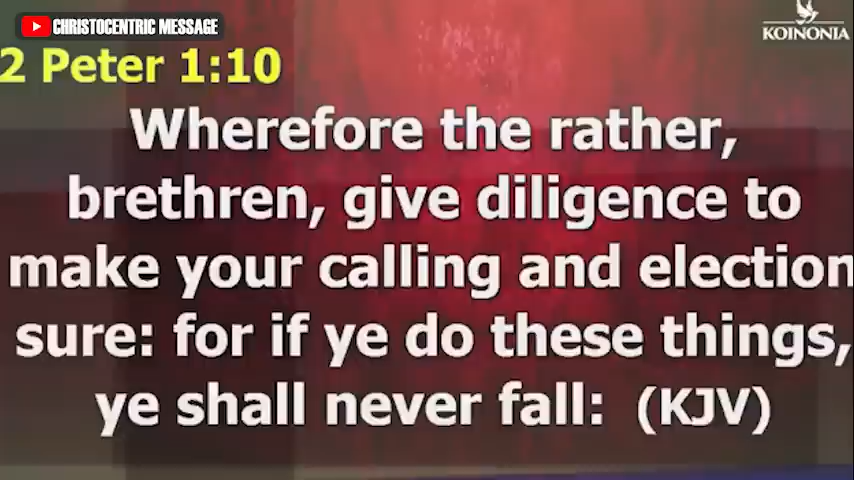 CHRISTOCENTRIC MESSAGE
KOINONIA
2 Peter 1:10
Wherefore the rather,
brethren, give diligence to
make your calling and election
sure: for if ye do these things,
ye shall never fall: (KJV)